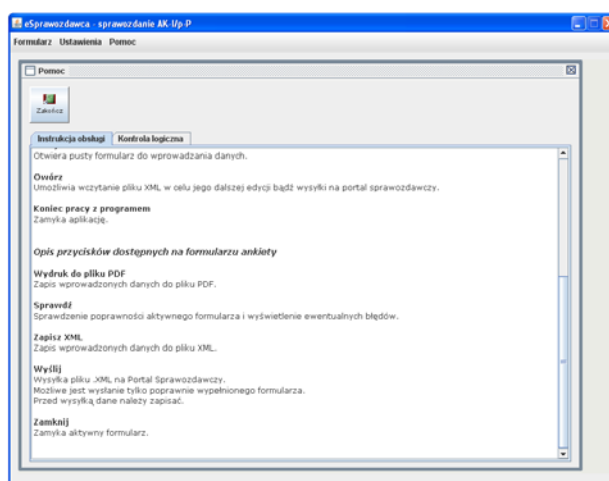 eSprawozdawca - sprawozdanie AK-I/p-P
Formularz Ustawienia Pomoc
Pomoc
Zakończ
Instrukcja obsługi Kontrola logiczna
Otwiera pusty formularz do wprowadzania danych.
Owórz
Umożliwia wczytanie pliku XML w celu jego dalszej edycji bądź wysyłki na portal sprawozdawczy.
Koniec pracy z programem
Zamyka aplikację.
Opis przycisków dostępnych na formularzu ankiety
Wydruk do pliku PDF
Zapis wprowadzonych danych do pliku PDF.
Sprawdź
Sprawdzenie poprawności aktywnego formularza i wyświetlenie ewentualnych błędów.
Zapisz XML
Zapis wprowadzonych danych do pliku XML.
Wyślij
Wysyłka pliku .XML na Portal Sprawozdawczy.
Możliwe jest wysłanie tylko poprawnie wypełnionego formularza.
Przed wysyłką dane należy zapisać.
Zamknij
Zamyka aktywny formularz.